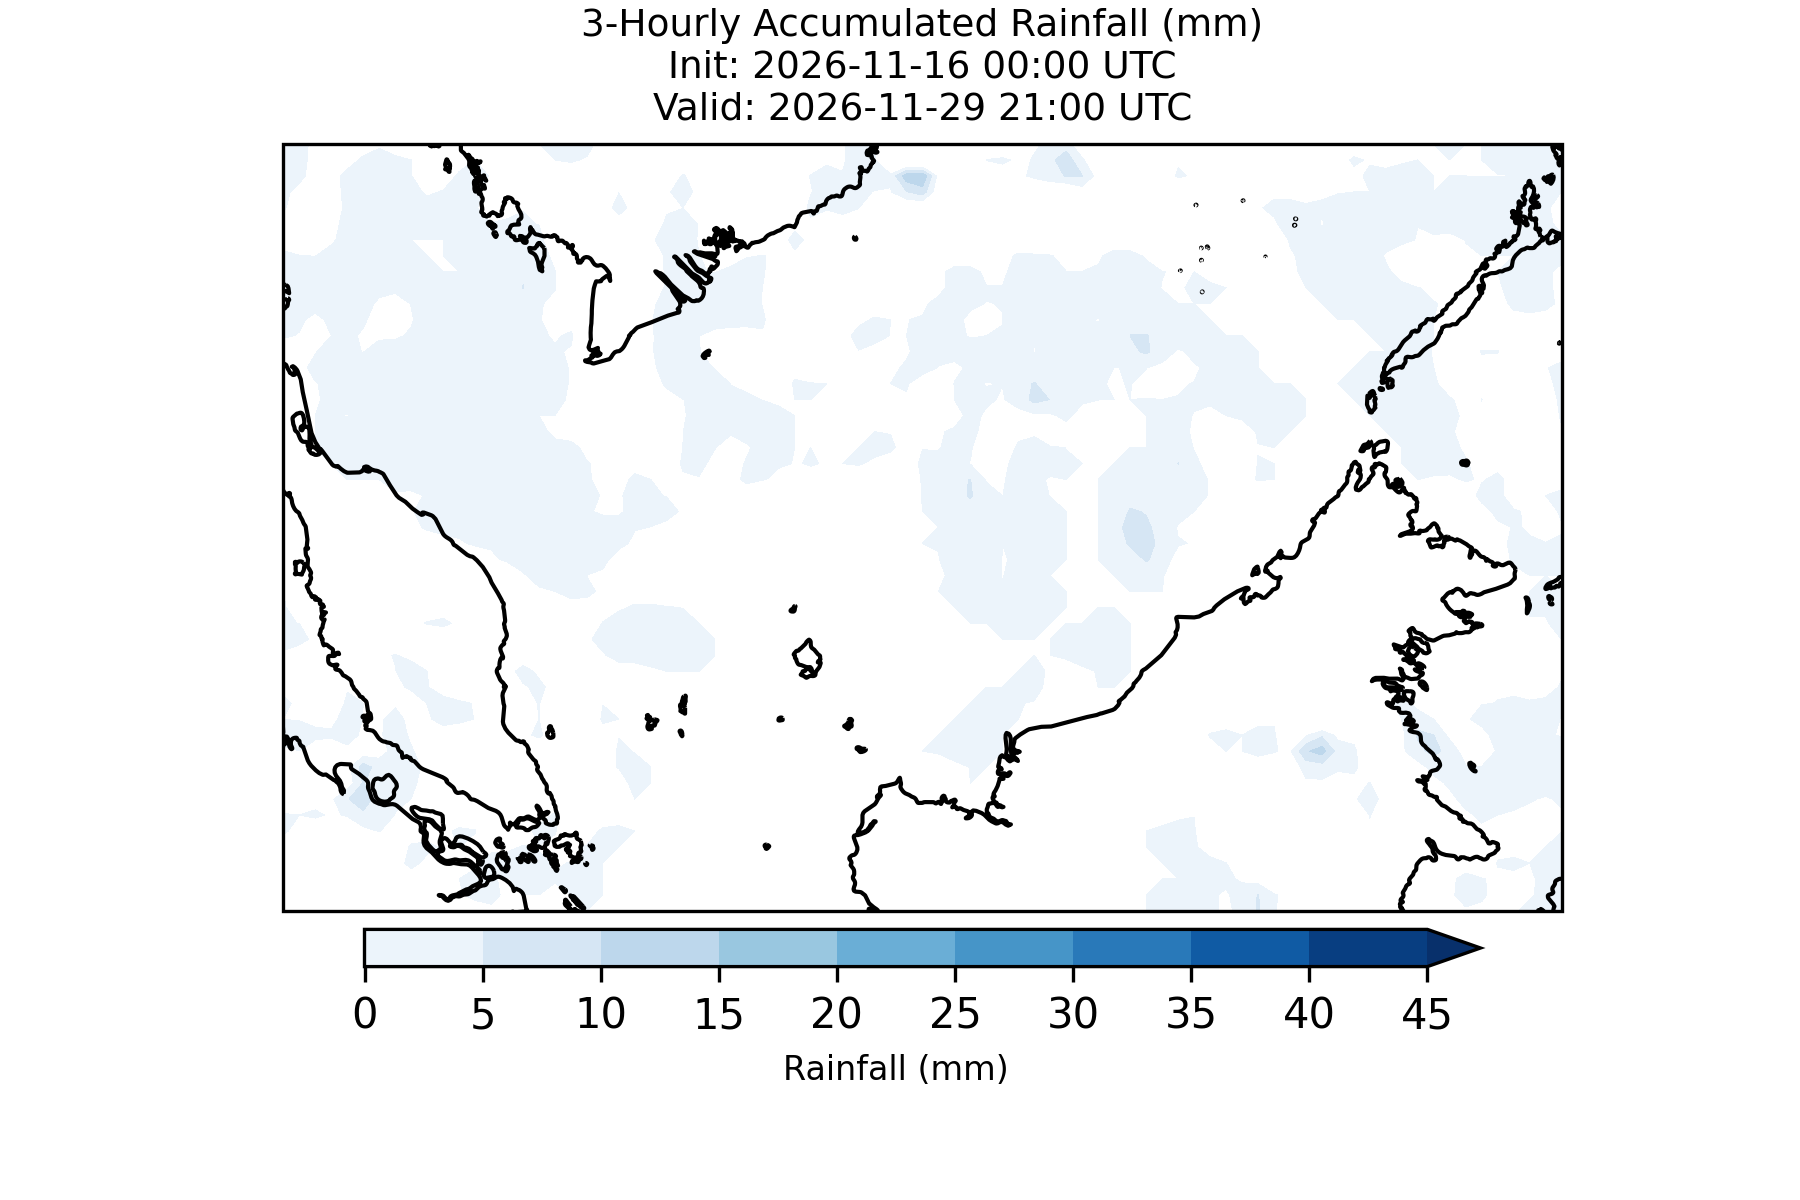 3-Hourly Accumulated Rainfall (mm)
Init: 2026-11-16 00:00 UTC
Valid: 2026-11-29 21:00 UTC
0 5 10 15 20 25 30 35 40 45
Rainfall (mm)